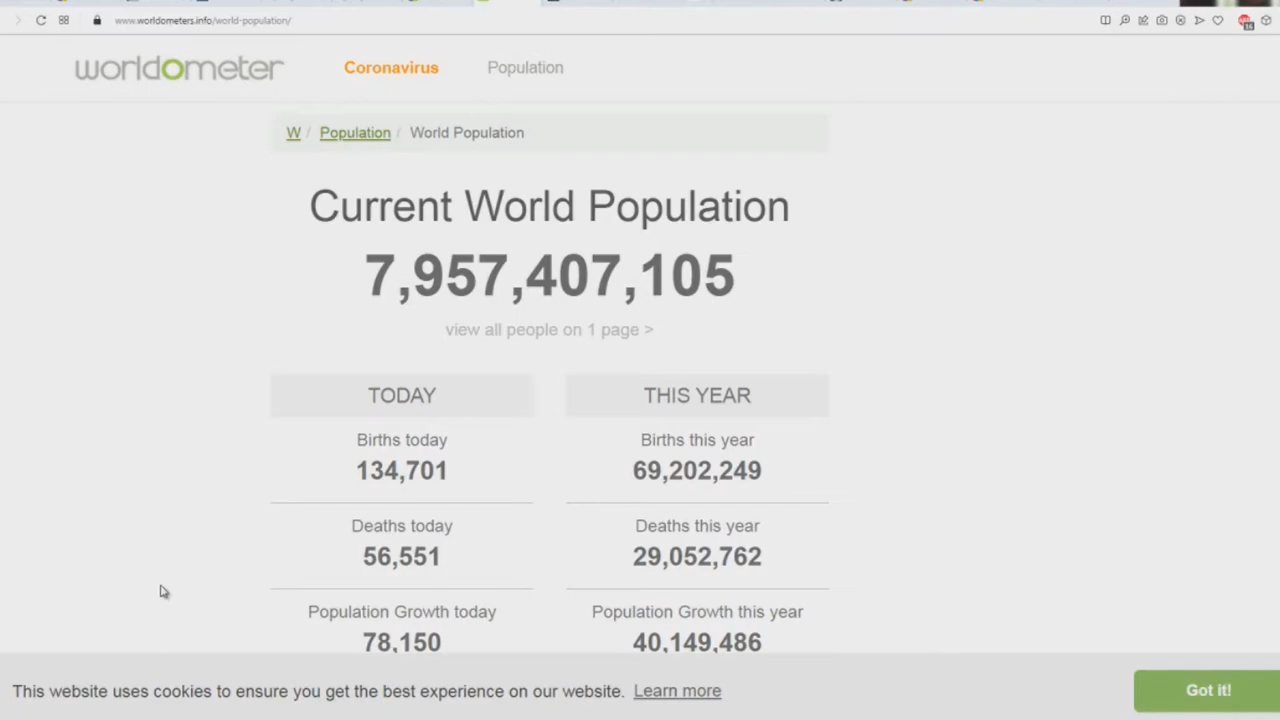 www.worldometers.info/world-population/
worldometer Coronavirus Population
W / Population / World Population
Current World Population
7,957,407,105
view all people on 1 page >
TODAY THIS YEAR
Births today Births this year
134,701 69,202,249
Deaths today Deaths this year
56,551 29,052,762
Population Growth today Population Growth this year
78,150 40,149,486
This website uses cookies to ensure you get the best experience on our website. Learn more Got it!